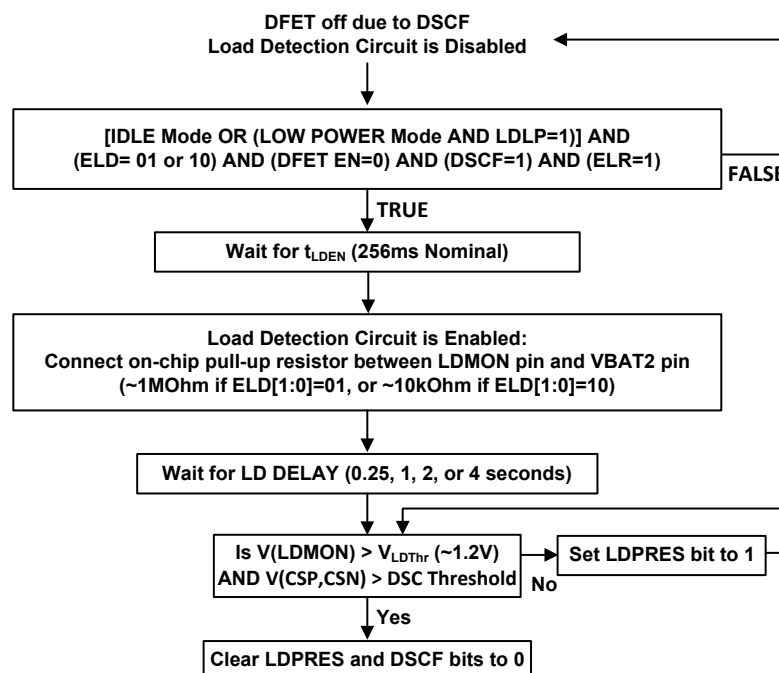 DFET off due to DSCF
Load Detection Circuit is Disabled
[IDLE Mode OR (LOW POWER Mode AND LDLP=1)] AND
(ELD= 01 or 10) AND (DFET EN=0) AND (DSCF=1) AND (ELR=1)
FALSE
TRUE
Wait for tLDEN (256ms Nominal)
Load Detection Circuit is Enabled:
Connect on-chip pull-up resistor between LDMON pin and VBAT2 pin
(~1MOhm if ELD[1:0]=01, or ~10kOhm if ELD[1:0]=10)
Wait for LD DELAY (0.25, 1, 2, or 4 seconds)
Is V(LDMON) > VLDThr (~1.2V)
AND V(CSP,CSN) > DSC Threshold
No
Set LDPRES bit to 1
Yes
Clear LDPRES and DSCF bits to 0